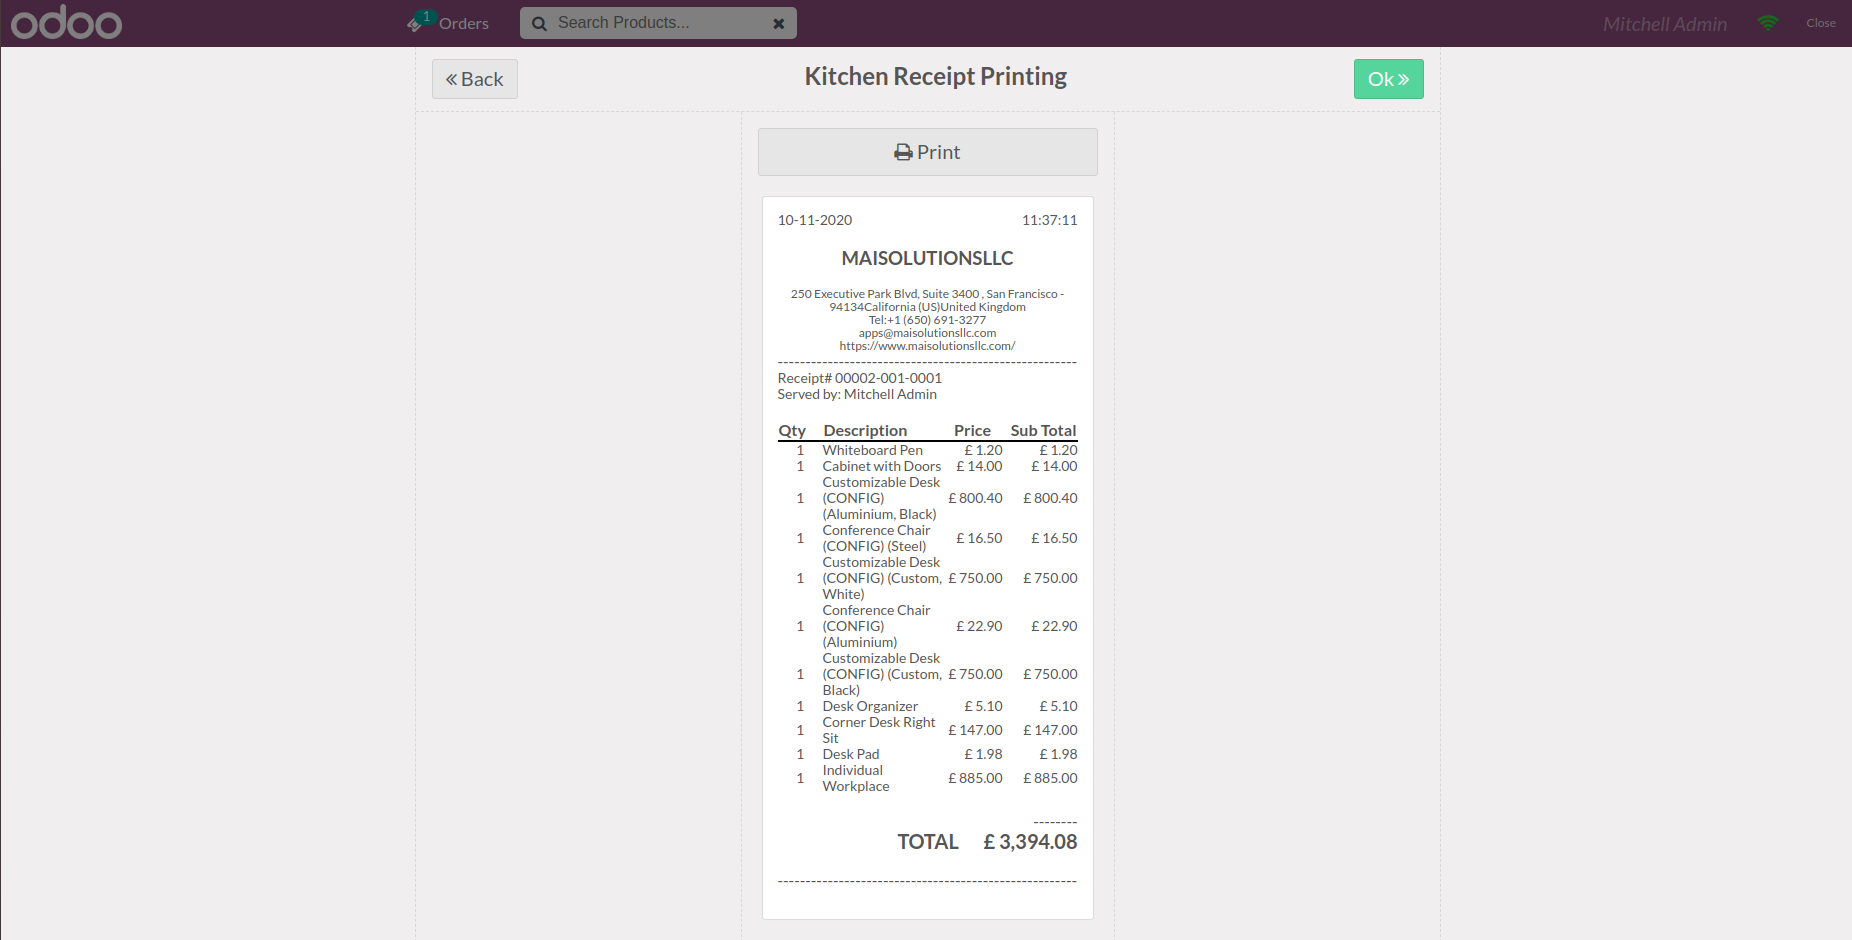 odoo 1 Orders Search Products... Mitchell Admin Close
Back Kitchen Receipt Printing Ok
Print
10-11-2020 11:37:11
MAISOLUTIONSLLC
250 Executive Park Blvd, Suite 3400 , San Francisco -
94134California (US)United Kingdom
Tel:+1 (650) 691-3277
apps@maisolutionsllc.com
https://www.maisolutionsllc.com/
------------------------------------------------------
Receipt# 00002-001-0001
Served by: Mitchell Admin
Qty Description Price Sub Total
1 Whiteboard Pen £ 1.20 £ 1.20
1 Cabinet with Doors £ 14.00 £ 14.00
Customizable Desk
1 (CONFIG) £ 800.40 £ 800.40
(Aluminium, Black)
Conference Chair
1 (CONFIG) (Steel) £ 16.50 £ 16.50
Customizable Desk
1 (CONFIG) (Custom, £ 750.00 £ 750.00
White)
Conference Chair
1 (CONFIG) £ 22.90 £ 22.90
(Aluminium)
Customizable Desk
1 (CONFIG) (Custom, £ 750.00 £ 750.00
Black)
1 Desk Organizer £ 5.10 £ 5.10
Corner Desk Right
1 Sit £ 147.00 £ 147.00
1 Desk Pad £ 1.98 £ 1.98
Individual
1 Workplace £ 885.00 £ 885.00
--------
TOTAL £ 3,394.08
------------------------------------------------------